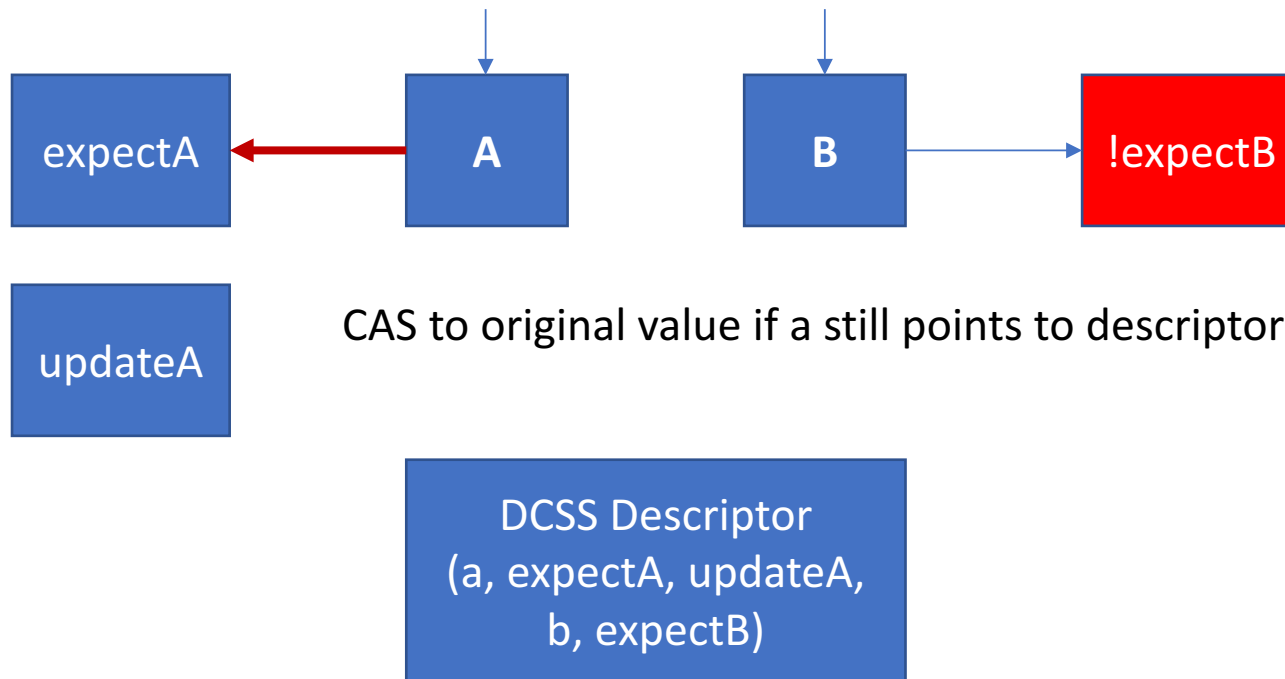 expectA
A
B
!expectB
updateA
CAS to original value if a still points to descriptor
DCSS Descriptor
(a, expectA, updateA,
b, expectB)